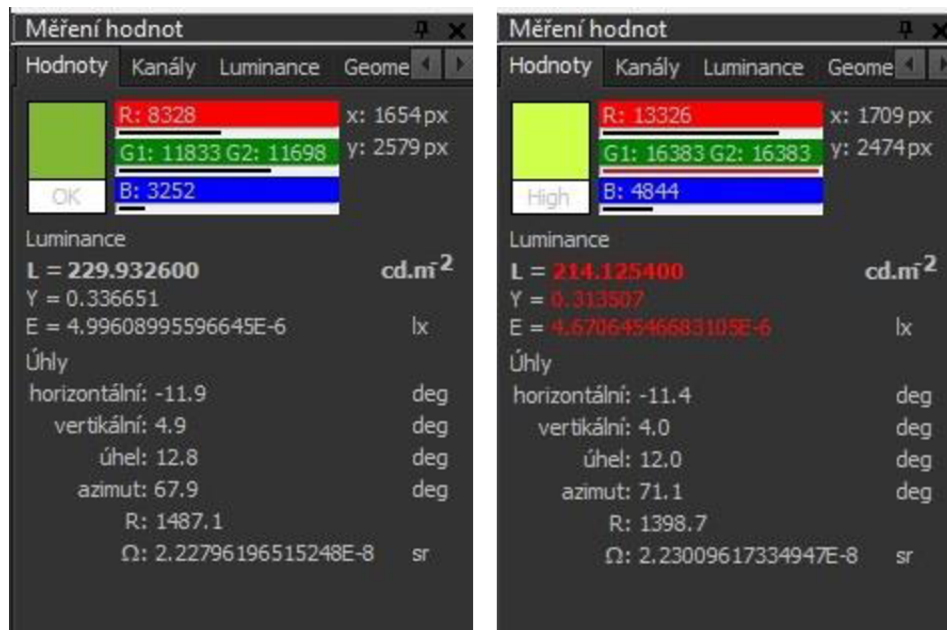 Měření hodnot
Hodnoty Kanály Luminance Geome
R: 8328 x: 1654 px
G1: 11833 G2: 11698 y: 2579 px
OK B: 3252
Luminance
L = 229.932600 cd.m⁻²
Y = 0.336651
E = 4.99608995596645E-6 lx
Úhly
horizontální: -11.9 deg
vertikální: 4.9 deg
úhel: 12.8 deg
azimut: 67.9 deg
R: 1487.1
Ω: 2.22796196515248E-8 sr
Měření hodnot
Hodnoty Kanály Luminance Geome
R: 13326 x: 1709 px
G1: 16383 G2: 16383 y: 2474 px
High B: 4844
Luminance
L = 214.125400 cd.m⁻²
Y = 0.313507
E = 4.67064546683105E-6 lx
Úhly
horizontální: -11.4 deg
vertikální: 4.0 deg
úhel: 12.0 deg
azimut: 71.1 deg
R: 1398.7
Ω: 2.23009617334947E-8 sr